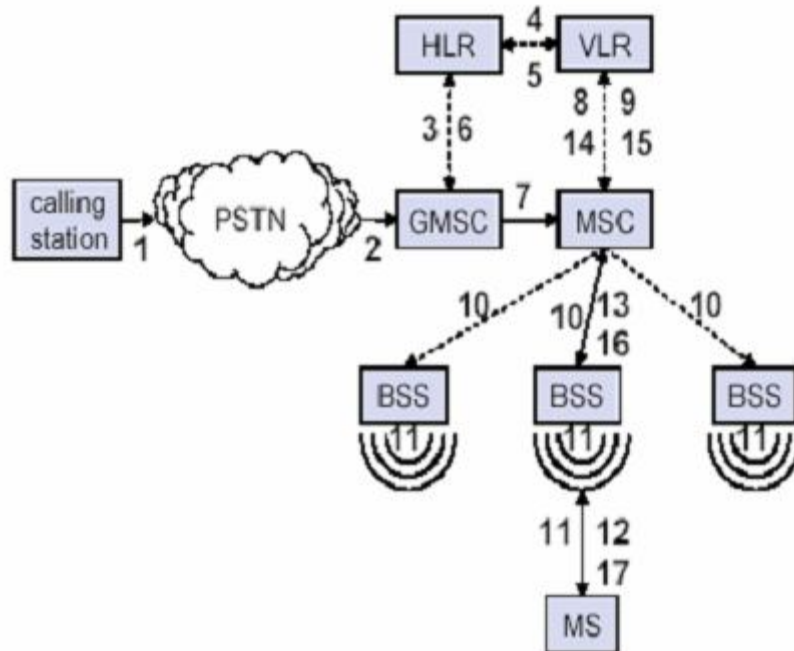 4
HLR
VLR
5
8 9
3 6
14 15
calling
station
PSTN
7
GMSC
MSC
1
2
10
10
13
10
16
BSS
BSS
BSS
11
11
11
11
12
17
MS